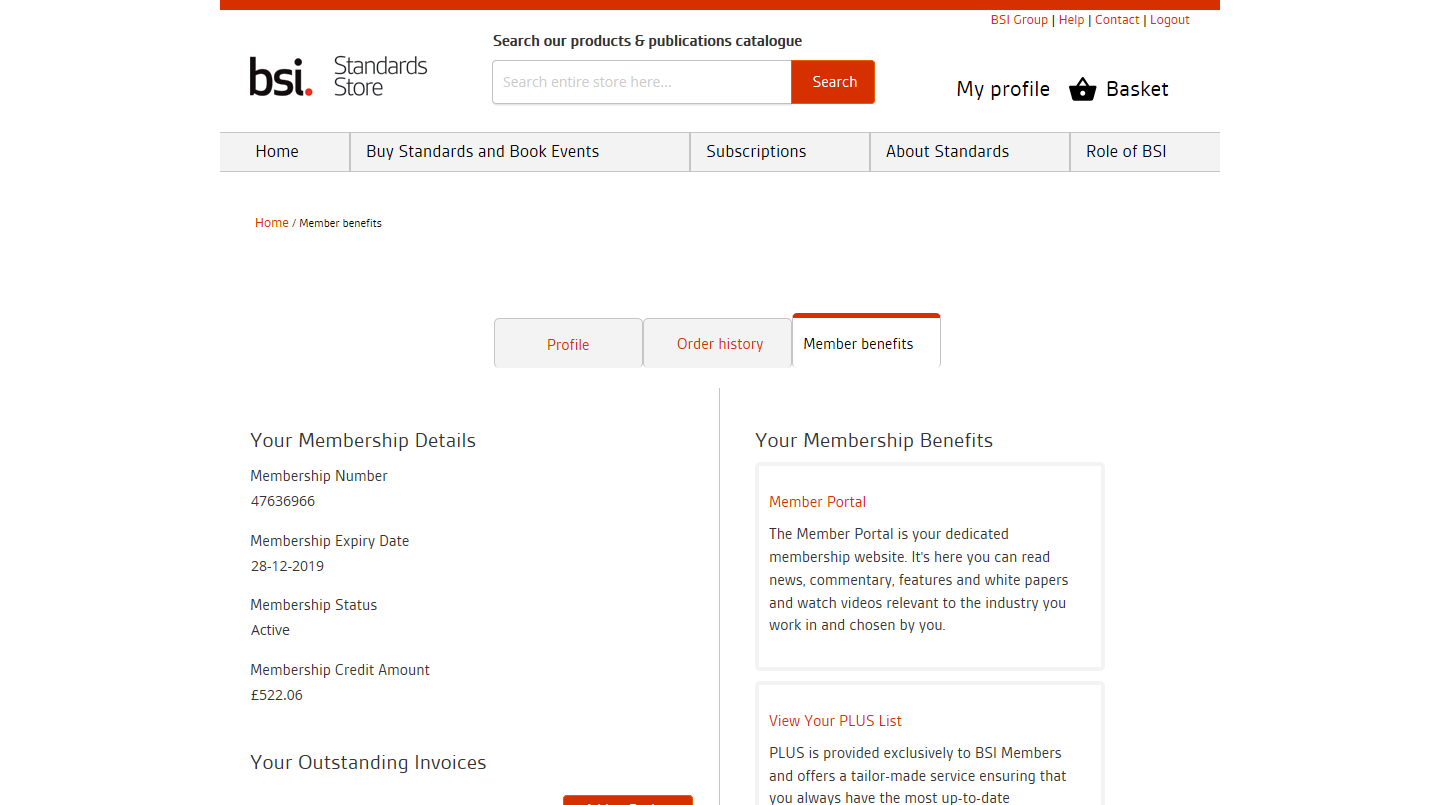 BSI Group | Help | Contact | Logout
Search our products & publications catalogue
bsi.
Standards
Store
Search entire store here...
Search
My profile
Basket
Home
Buy Standards and Book Events
Subscriptions
About Standards
Role of BSI
Home / Member benefits
Profile
Order history
Member benefits
Your Membership Details
Membership Number
47636966
Membership Expiry Date
28-12-2019
Membership Status
Active
Membership Credit Amount
£522.06
Your Outstanding Invoices
Your Membership Benefits
Member Portal
The Member Portal is your dedicated
membership website. It's here you can read
news, commentary, features and white papers
and watch videos relevant to the industry you
work in and chosen by you.
View Your PLUS List
PLUS is provided exclusively to BSI Members
and offers a tailor-made service ensuring that
you always have the most up-to-date